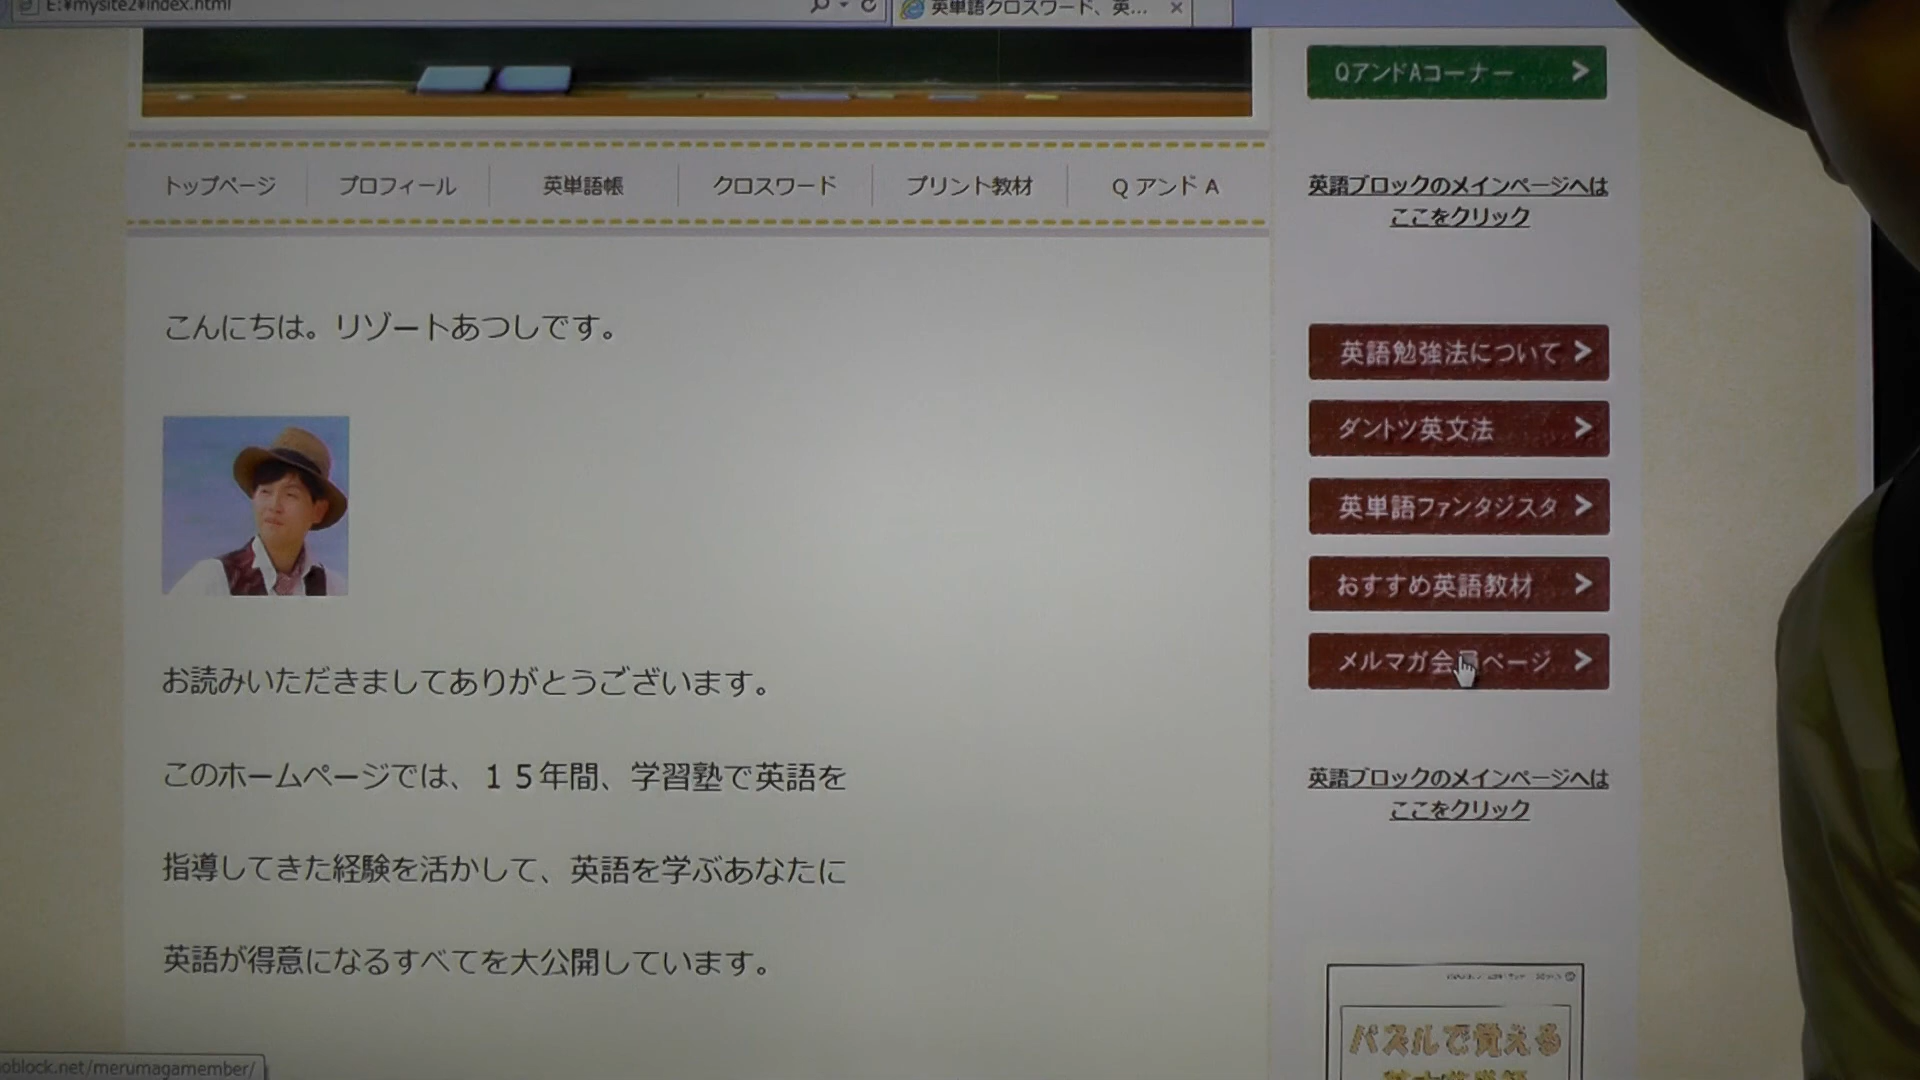 E:¥mysite2¥index.html
英単語クロスワード、英...
QアンドAコーナー
トップページ
プロフィール
英単語帳
クロスワード
プリント教材
Q アンド A
英語ブロックのメインページへは
ここをクリック
こんにちは。リゾートあつしです。
英語勉強法について
ダントツ英文法
英単語ファンタジスタ
おすすめ英語教材
メルマガ会員ページ
お読みいただきましてありがとうございます。
このホームページでは、１５年間、学習塾で英語を
指導してきた経験を活かして、英語を学ぶあなたに
英語が得意になるすべてを大公開しています。
英語ブロックのメインページへは
ここをクリック
パズルで覚える
oblock.net/merumagamember/